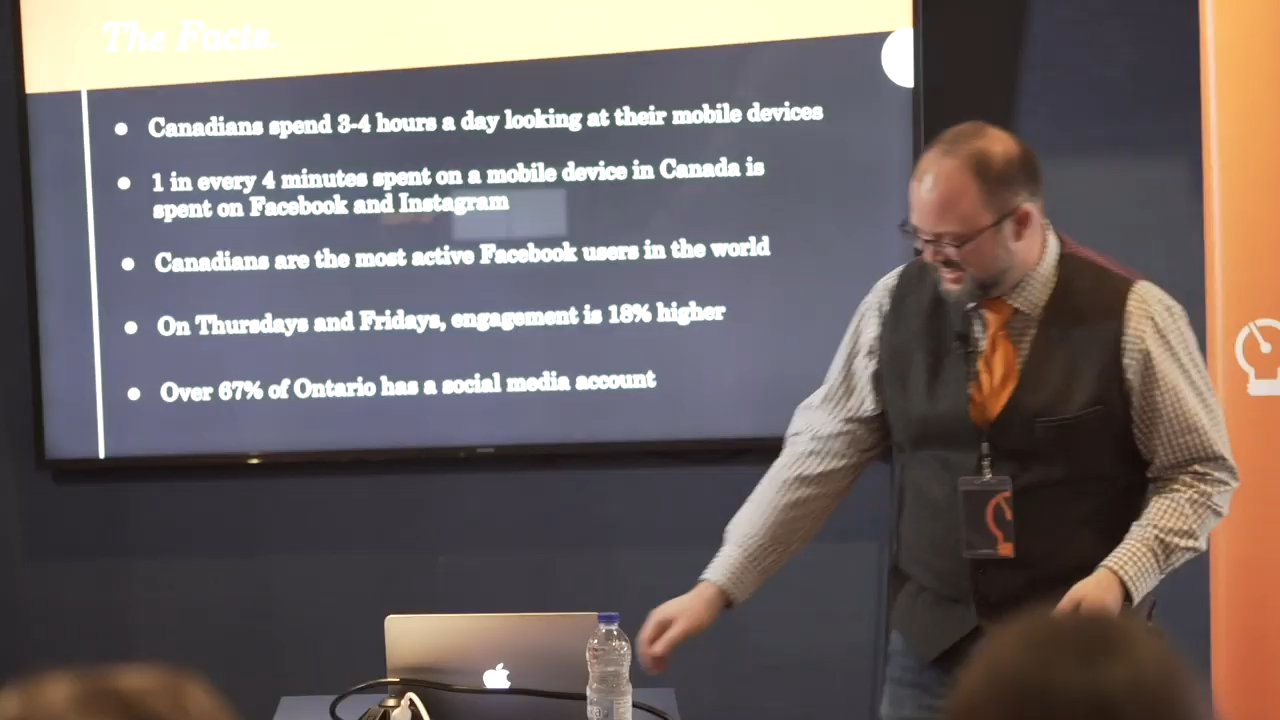 The Facts.
Canadians spend 3-4 hours a day looking at their mobile devices
1 in every 4 minutes spent on a mobile device in Canada is
spent on Facebook and Instagram
Canadians are the most active Facebook users in the world
On Thursdays and Fridays, engagement is 18% higher
Over 67% of Ontario has a social media account